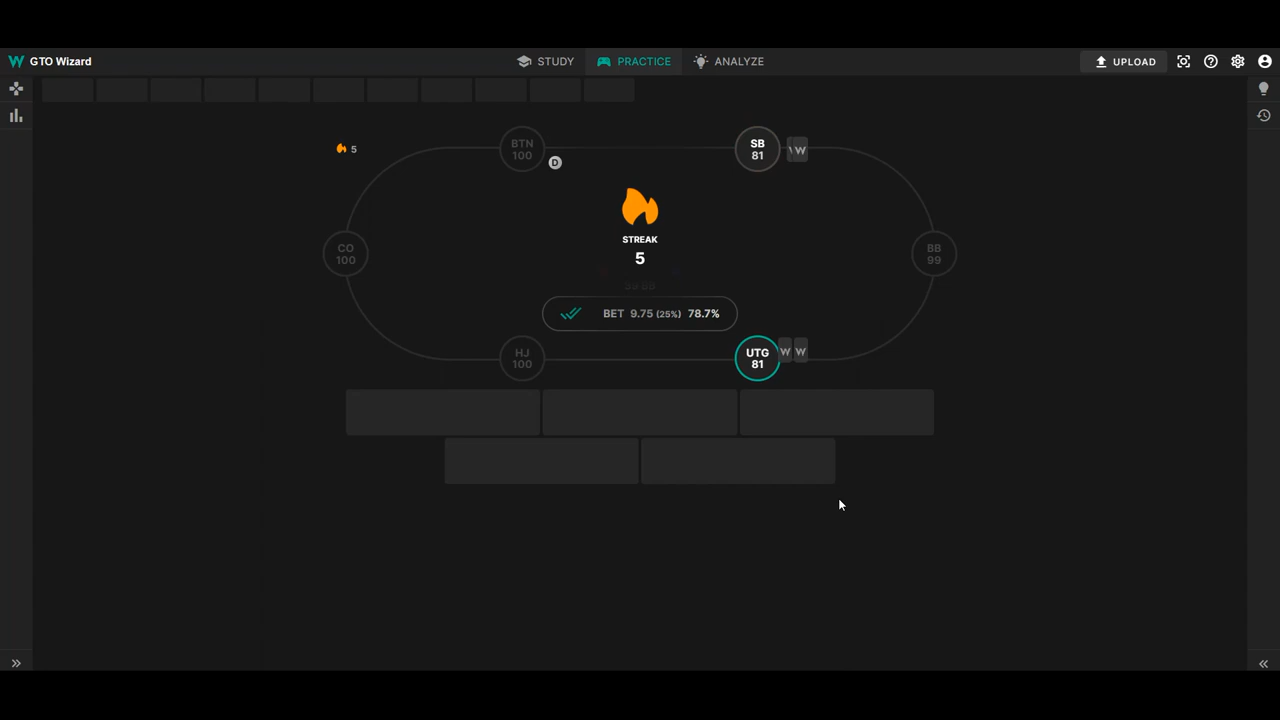 GTO Wizard
STUDY
PRACTICE
ANALYZE
UPLOAD
5
BTN
100
D
SB
81
W
STREAK
5
CO
100
BB
99
BET 9.75 (25%) 78.7%
HJ
100
UTG
81
W W